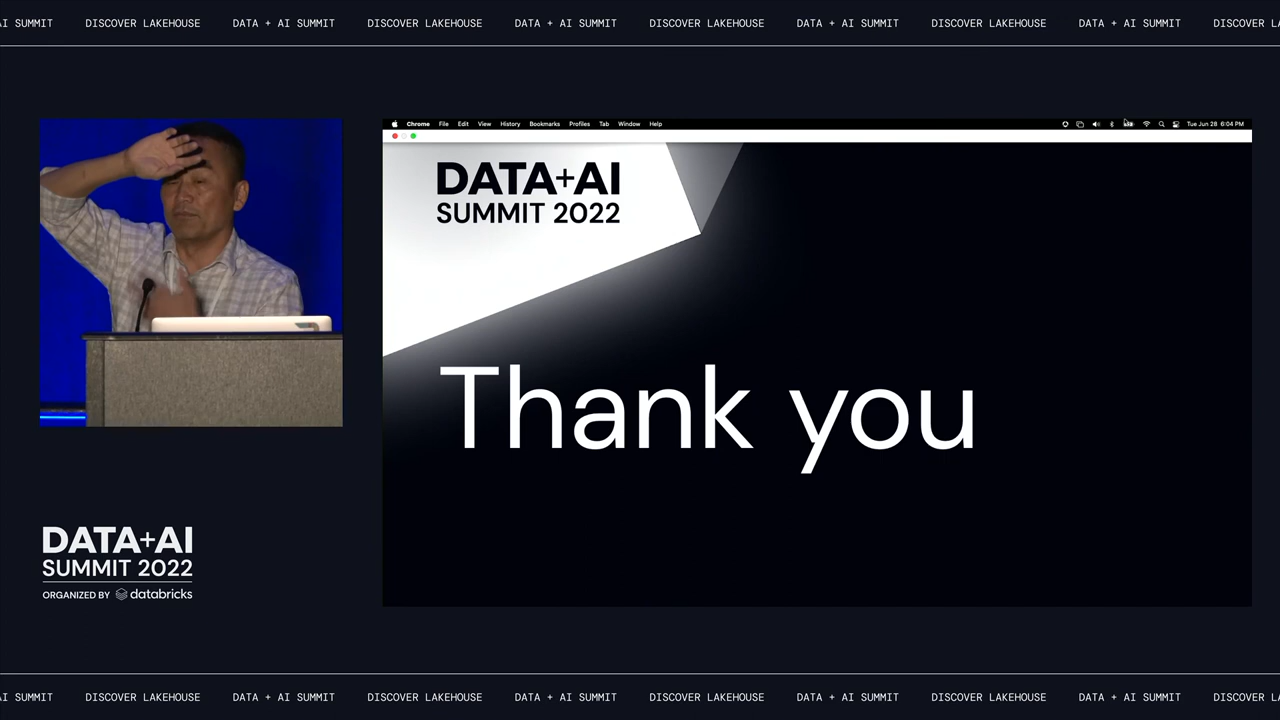 AI SUMMIT DISCOVER LAKEHOUSE DATA + AI SUMMIT DISCOVER LAKEHOUSE DATA + AI SUMMIT DISCOVER LAKEHOUSE DATA + AI SUMMIT DISCOVER LAKEHOUSE DATA + AI SUMMIT DISCOVER
Chrome File Edit View History Bookmarks Profiles Tab Window Help Tue Jun 28 6:04 PM
DATA+AI
SUMMIT 2022
Thank you
DATA+AI
SUMMIT 2022
ORGANIZED BY databricks
AI SUMMIT DISCOVER LAKEHOUSE DATA + AI SUMMIT DISCOVER LAKEHOUSE DATA + AI SUMMIT DISCOVER LAKEHOUSE DATA + AI SUMMIT DISCOVER LAKEHOUSE DATA + AI SUMMIT DISCOVER